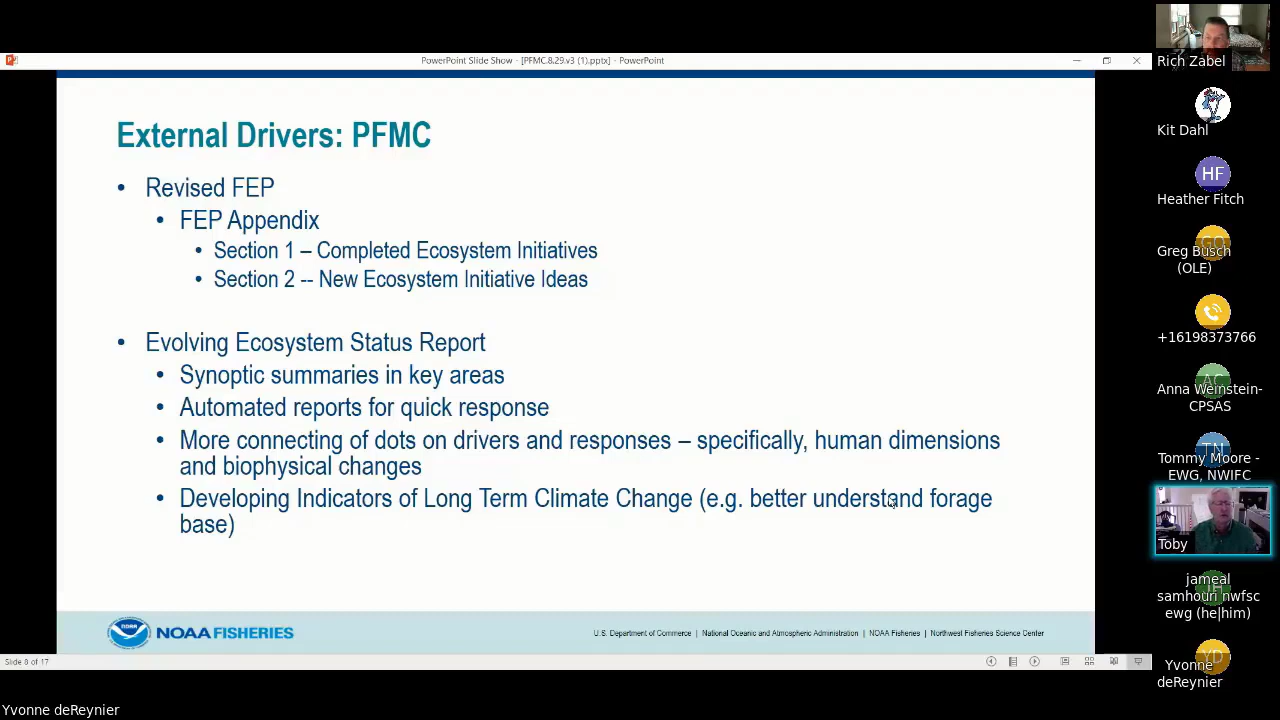 PowerPoint Slide Show - [PFMC.8.29.v3 (1).pptx] - PowerPoint
External Drivers: PFMC
• Revised FEP
• FEP Appendix
• Section 1 – Completed Ecosystem Initiatives
• Section 2 -- New Ecosystem Initiative Ideas
• Evolving Ecosystem Status Report
• Synoptic summaries in key areas
• Automated reports for quick response
• More connecting of dots on drivers and responses – specifically, human dimensions
and biophysical changes
• Developing Indicators of Long Term Climate Change (e.g. better understand forage
base)
NOAA
NOAA FISHERIES
U.S. Department of Commerce | National Oceanic and Atmospheric Administration | NOAA Fisheries | Northwest Fisheries Science Center
Slide 8 of 17
Yvonne deReynier
Rich Zabel
Kit Dahl
HF
Heather Fitch
GO
Greg Busch
(OLE)
+16198373766
AC
Anna Weinstein-
CPSAS
TN
Tommy Moore -
EWG, NWIFC
Toby
JH
jameal
samhouri nwfsc
ewg (he|him)
YD
Yvonne
deReynier